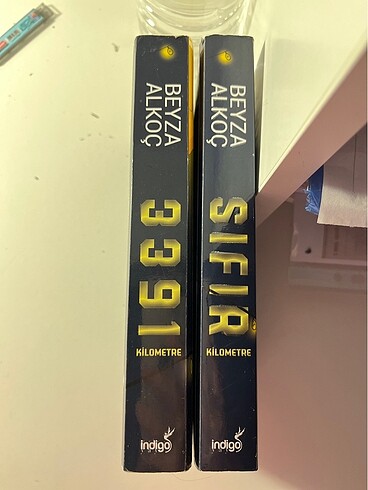 BEYZA
ALKOÇ
3391
KİLOMETRE
indigo
BEYZA
ALKOÇ
SIFIR
KİLOMETRE
indigo